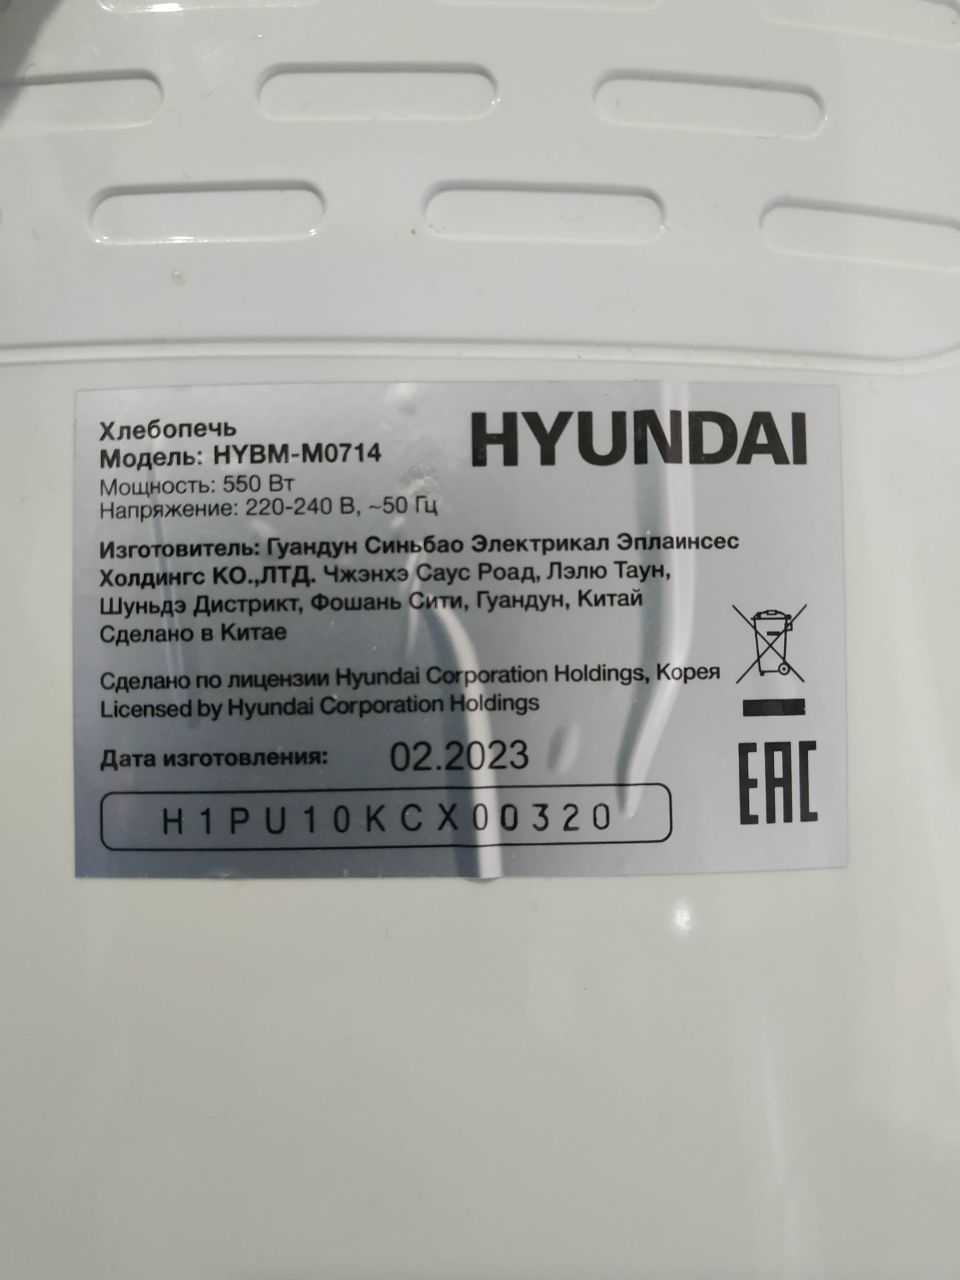 Хлебопечь
Модель: HYBM-M0714
HYUNDAI
Мощность: 550 Вт
Напряжение: 220-240 В, ~50 Гц
Изготовитель: Гуандун Синьбао Электрикал Эплаинсес
Холдингс КО.,ЛТД. Чжэнхэ Саус Роад, Лэлю Таун,
Шуньдэ Дистрикт, Фошань Сити, Гуандун, Китай
Сделано в Китае
Сделано по лицензии Hyundai Corporation Holdings, Корея
Licensed by Hyundai Corporation Holdings
Дата изготовления: 02.2023
H1PU10KCX00320
EAC